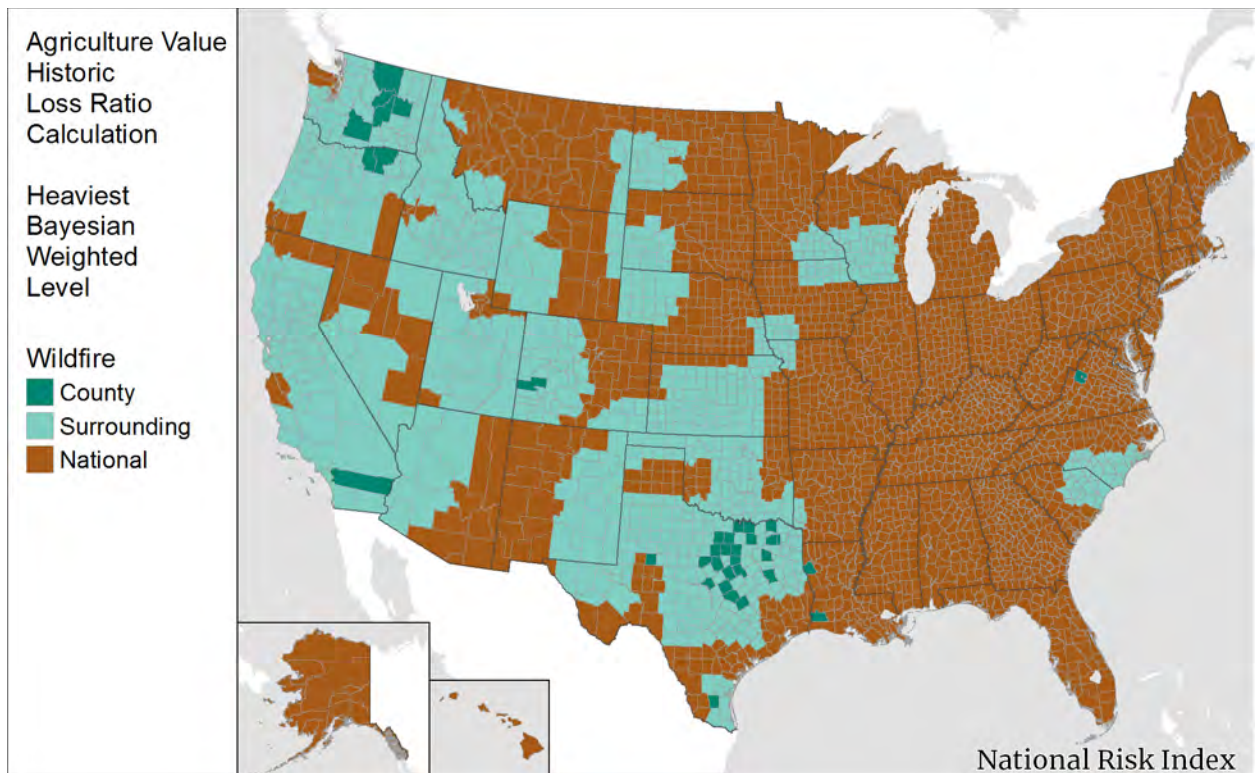 Agriculture Value
Historic
Loss Ratio
Calculation
Heaviest
Bayesian
Weighted
Level
Wildfire
County
Surrounding
National
National Risk Index